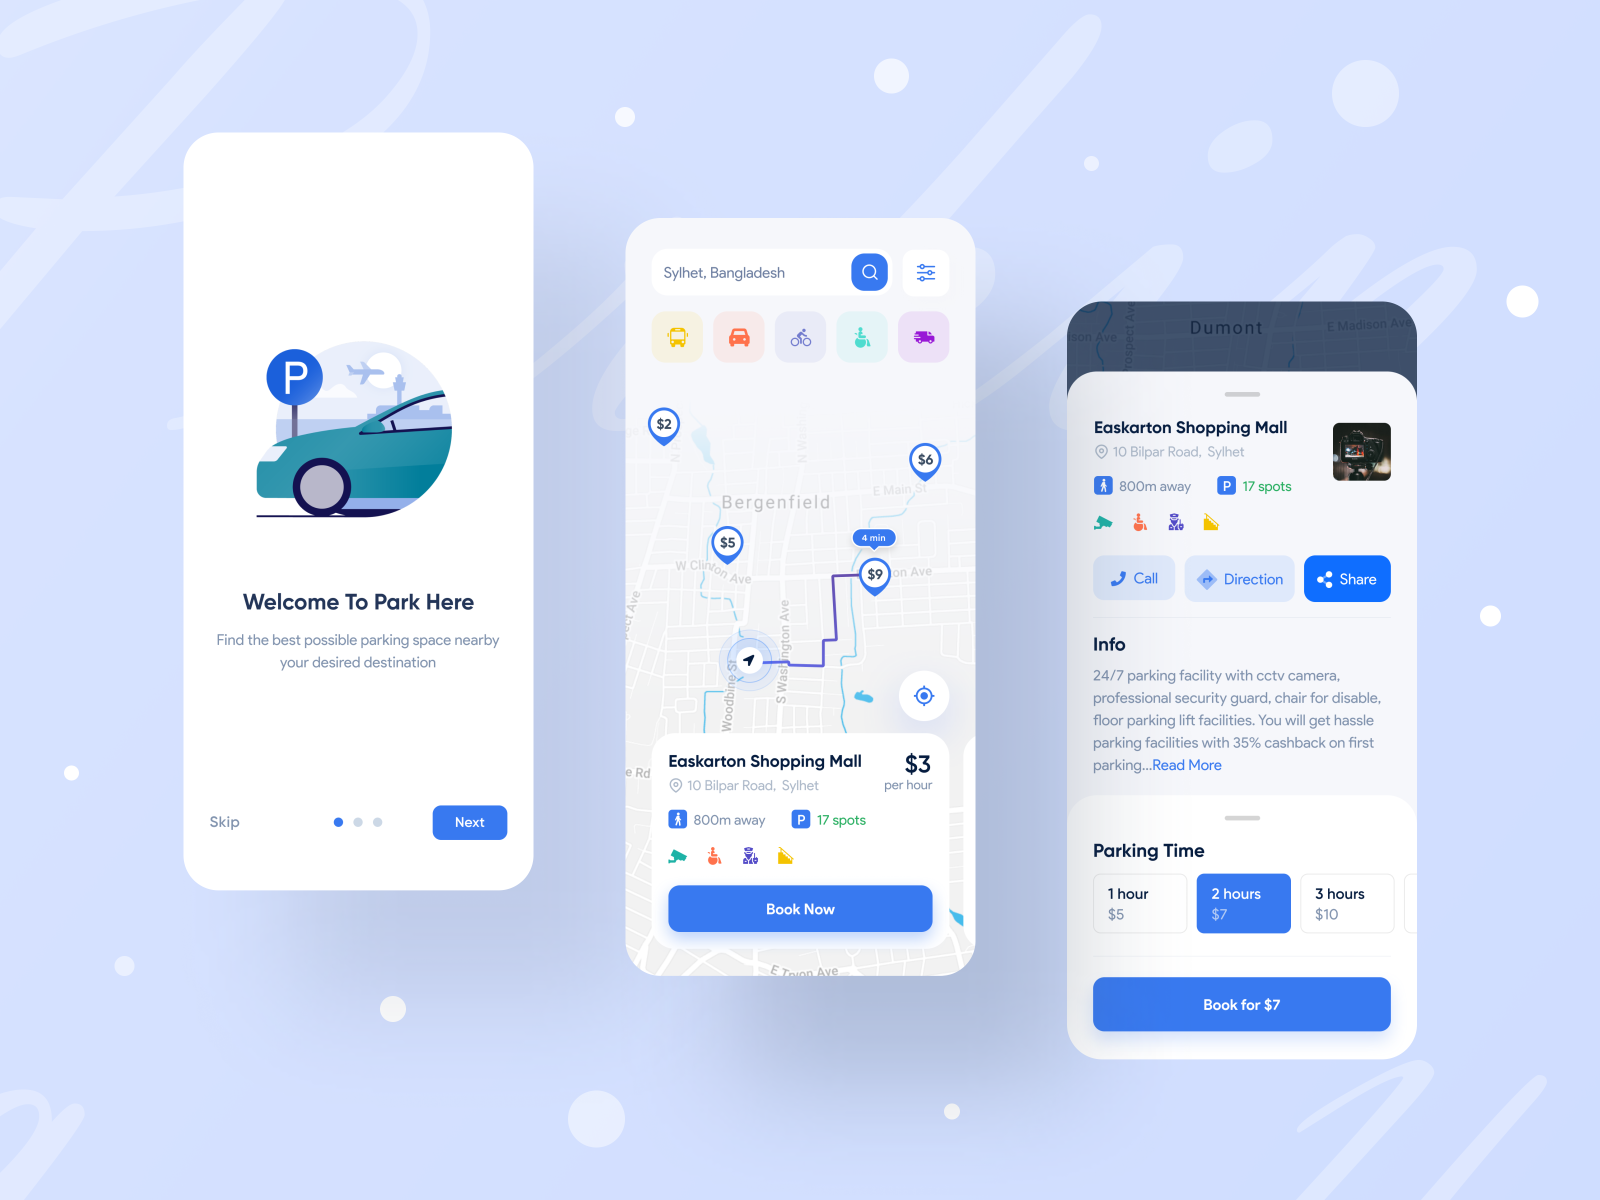 P
Welcome To Park Here
Find the best possible parking space nearby
your desired destination
Skip
Next
Sylhet, Bangladesh
$2
$6
E Main St
Bergenfield
$5
4 min
W Clinton Ave
$9
on Ave
pect Ave
S Washington Ave
Woodbine St
Easkarton Shopping Mall
$3
e Rd
10 Bilpar Road, Sylhet
per hour
800m away
P
17 spots
Book Now
E Tryon Ave
Dumont
E Madison Ave
son Ave
Prospect Ave
Easkarton Shopping Mall
10 Bilpar Road, Sylhet
800m away
P
17 spots
Call
Direction
Share
Info
24/7 parking facility with cctv camera,
professional security guard, chair for disable,
floor parking lift facilities. You will get hassle
parking facilities with 35% cashback on first
parking...Read More
Parking Time
1 hour
$5
2 hours
$7
3 hours
$10
Book for $7